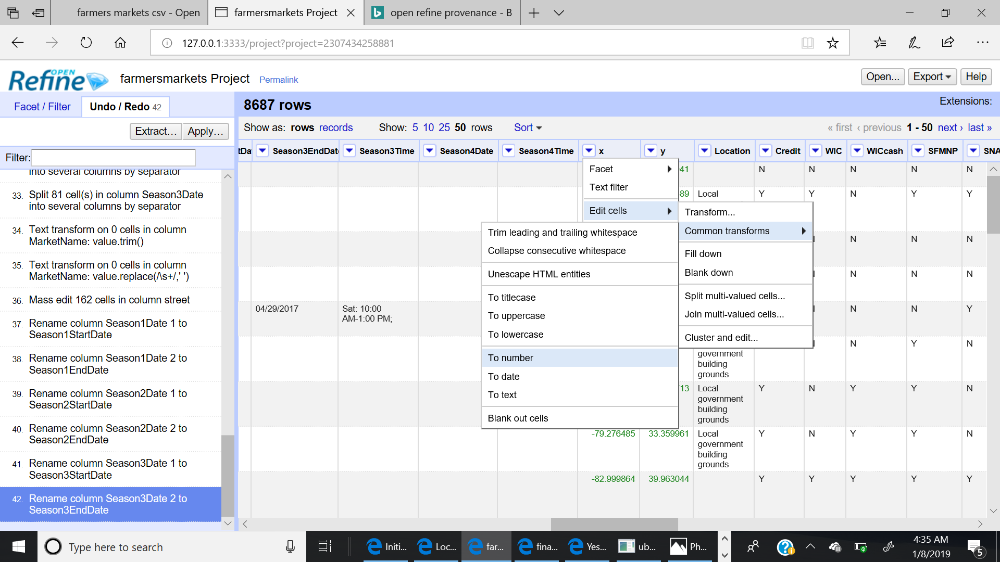 farmers markets csv - Open
farmersmarkets Project
open refine provenance - B
127.0.0.1:3333/project?project=2307434258881
OPEN
Refine
farmersmarkets Project
Permalink
Open...
Export
Help
Facet / Filter
Undo / Redo 42
8687 rows
Extensions:
Extract...
Apply...
Show as: rows records
Show: 5 10 25 50 rows
Sort
« first ‹ previous 1 - 50 next › last »
Filter:
tDa
Season3EndDate
Season3Time
Season4Date
Season4Time
x
y
Location
Credit
WIC
WICcash
SFMNP
SNA
into several columns by separator
33. Split 81 cell(s) in column Season3Date
into several columns by separator
34. Text transform on 0 cells in column
MarketName: value.trim()
35. Text transform on 0 cells in column
MarketName: value.replace(/\s+/,' ')
36. Mass edit 162 cells in column street
37. Rename column Season1Date 1 to
Season1StartDate
38. Rename column Season1Date 2 to
Season1EndDate
39. Rename column Season2Date 1 to
Season2StartDate
40. Rename column Season2Date 2 to
Season2EndDate
41. Rename column Season3Date 1 to
Season3StartDate
42. Rename column Season3Date 2 to
Season3EndDate
Facet
Text filter
Edit cells
Transform...
Common transforms
Fill down
Blank down
Split multi-valued cells...
Join multi-valued cells...
Cluster and edit...
Trim leading and trailing whitespace
Collapse consecutive whitespace
Unescape HTML entities
To titlecase
To uppercase
To lowercase
To number
To date
To text
Blank out cells
41 N N N N N
89 Local Y Y N Y Y
N N N
N N N
04/29/2017 Sat: 10:00
AM-1:00 PM;
N N Y
N Y N
government
building
grounds
713 Local Y N Y Y N
government
building
grounds
-79.276485 33.359961 Local Y N Y Y N
government
building
grounds
-82.999864 39.963044 Y Y Y Y Y
Type here to search
Initi...
Loc...
far...
fina...
Yes...
ub...
Ph...
4:35 AM
1/8/2019
5